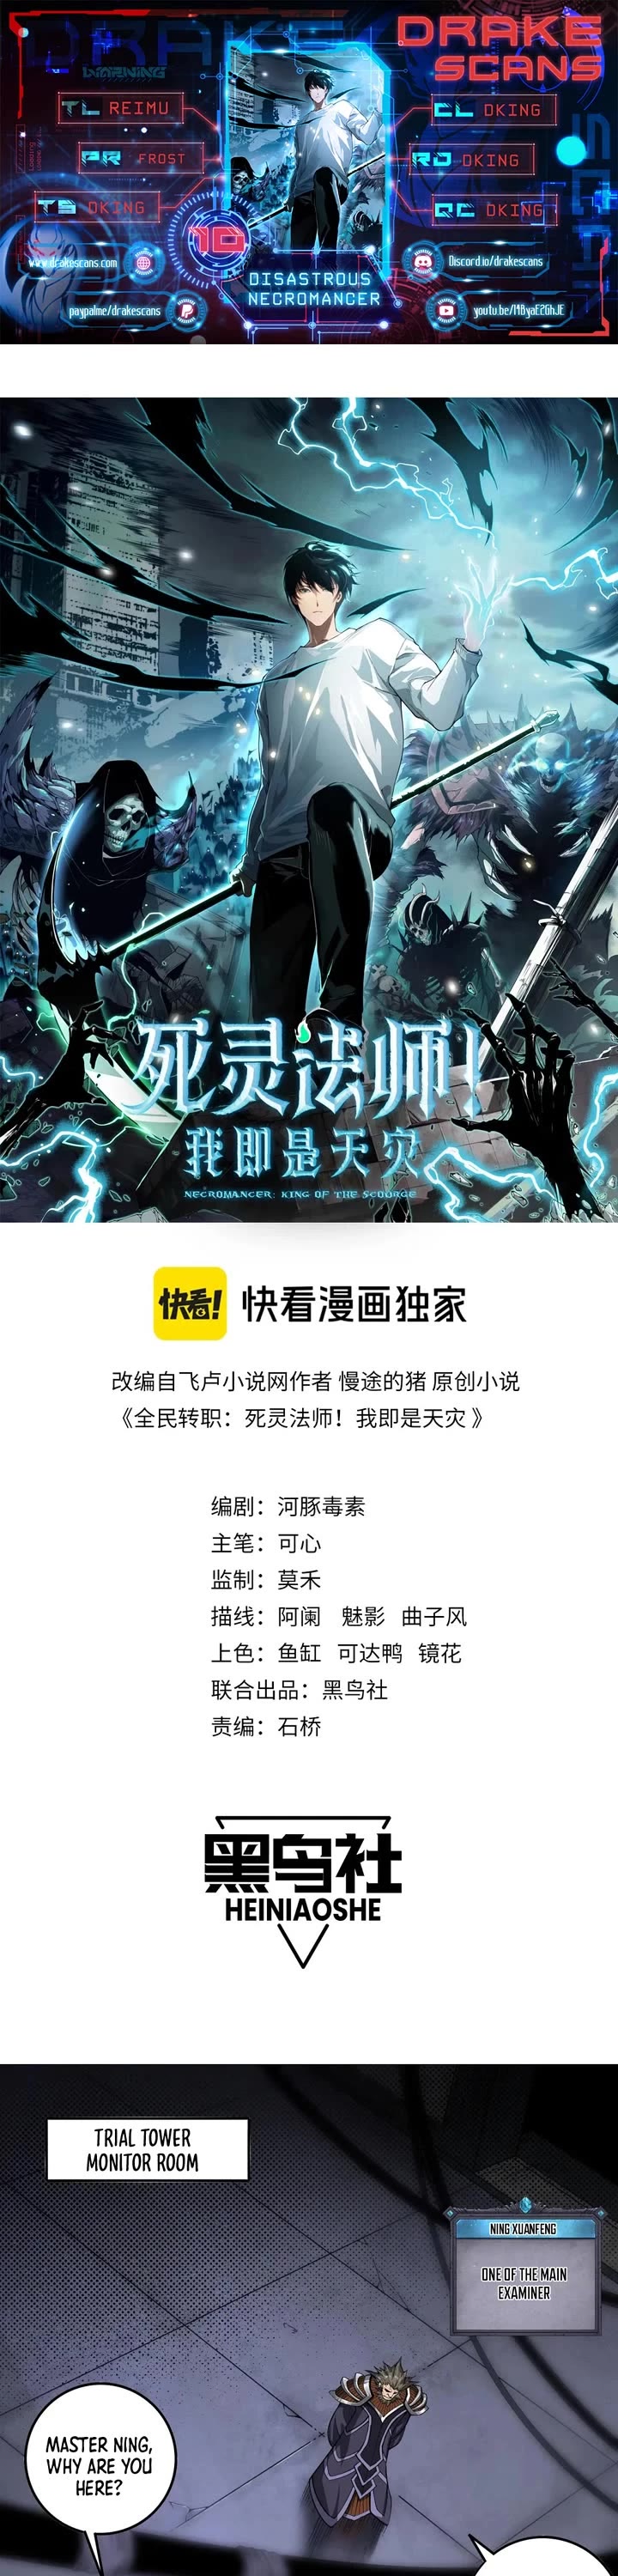 DRAKE
SCANS
WARNING
TL REIMU
CL DKING
PR FROST
RD DKING
TS DKING
QC DKING
10
www.drakescans.com
Discord.io/drakescans
DISASTROUS
NECROMANCER
paypalme/drakescans
youtu.be/M8yaE2GhJE
死灵法师!
我即是天灾
NECROMANCER: KING OF THE SCOURGE
快看!
快看漫画独家
改编自飞卢小说网作者 慢途的猪 原创小说
《全民转职：死灵法师！我即是天灾 》
编剧：河豚毒素
主笔：可心
监制：莫禾
描线：阿阑 魅影 曲子风
上色：鱼缸 可达鸭 镜花
联合出品：黑鸟社
责编：石桥
黑鸟社
HEINIAOSHE
TRIAL TOWER
MONITOR ROOM
NING XUANFENG
ONE OF THE MAIN
EXAMINER
MASTER NING,
WHY ARE YOU
HERE?